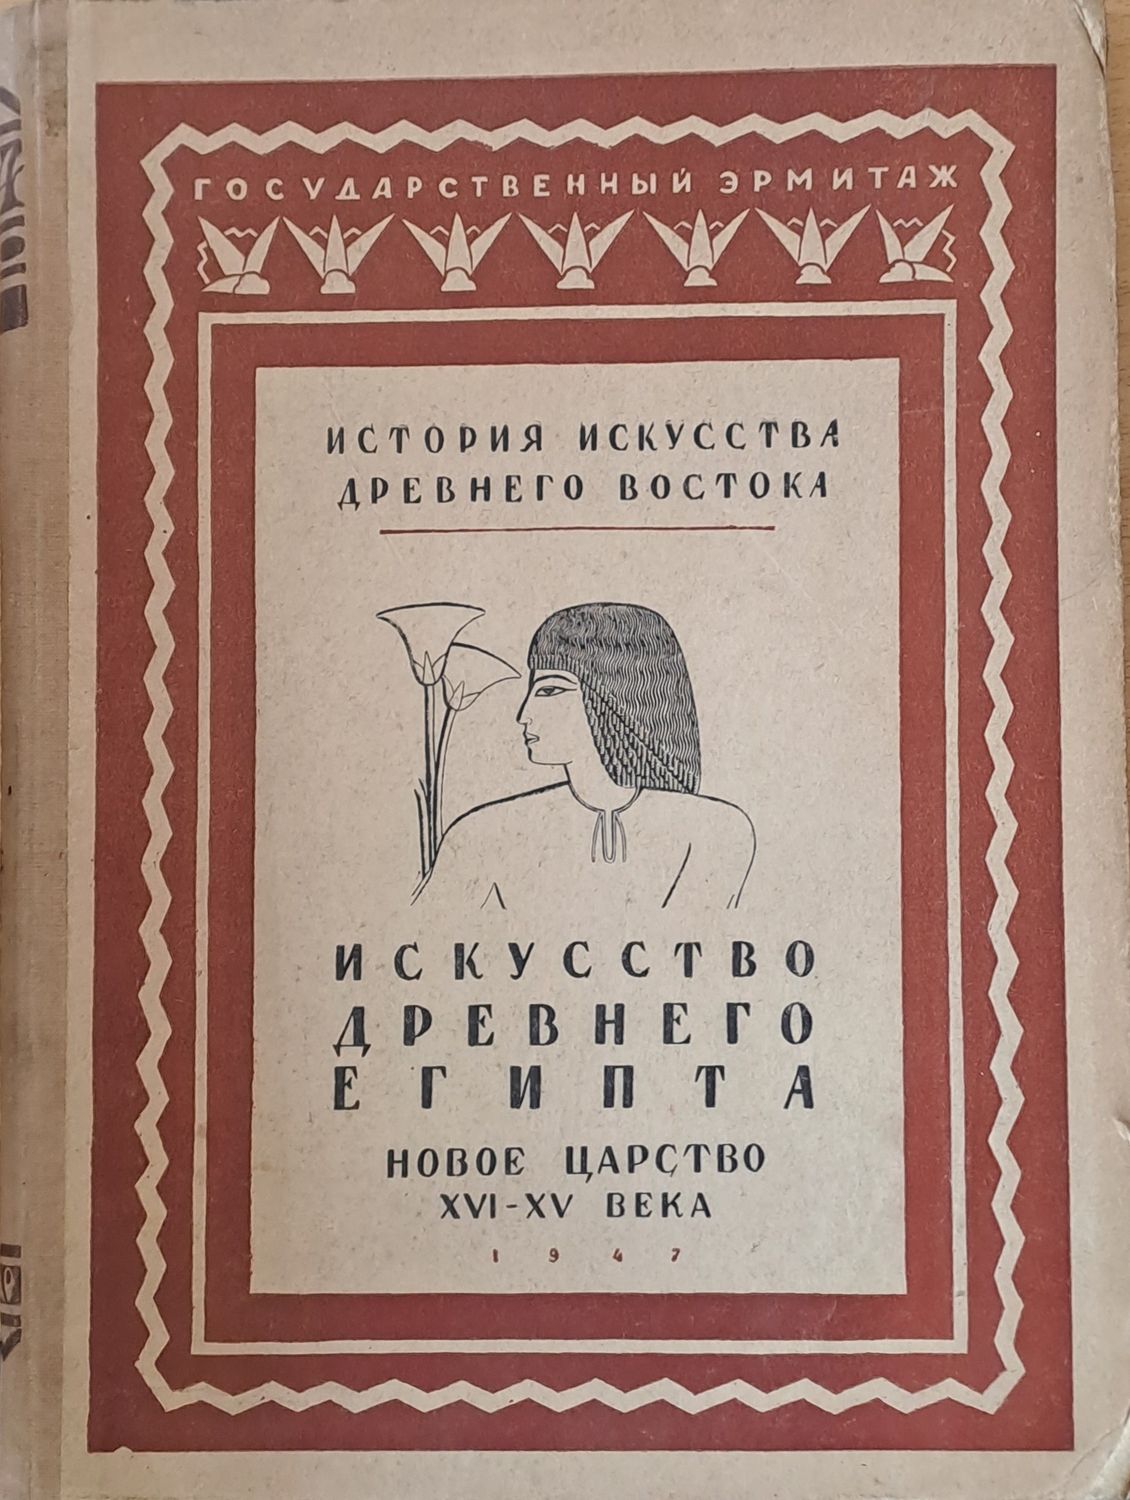 ГОСУДАРСТВЕННЫЙ ЭРМИТАЖ
ИСТОРИЯ ИСКУССТВА
ДРЕВНЕГО ВОСТОКА
ИСКУССТВО
ДРЕВНЕГО
ЕГИПТА
НОВОЕ ЦАРСТВО
XVI-XV ВЕКА
1947